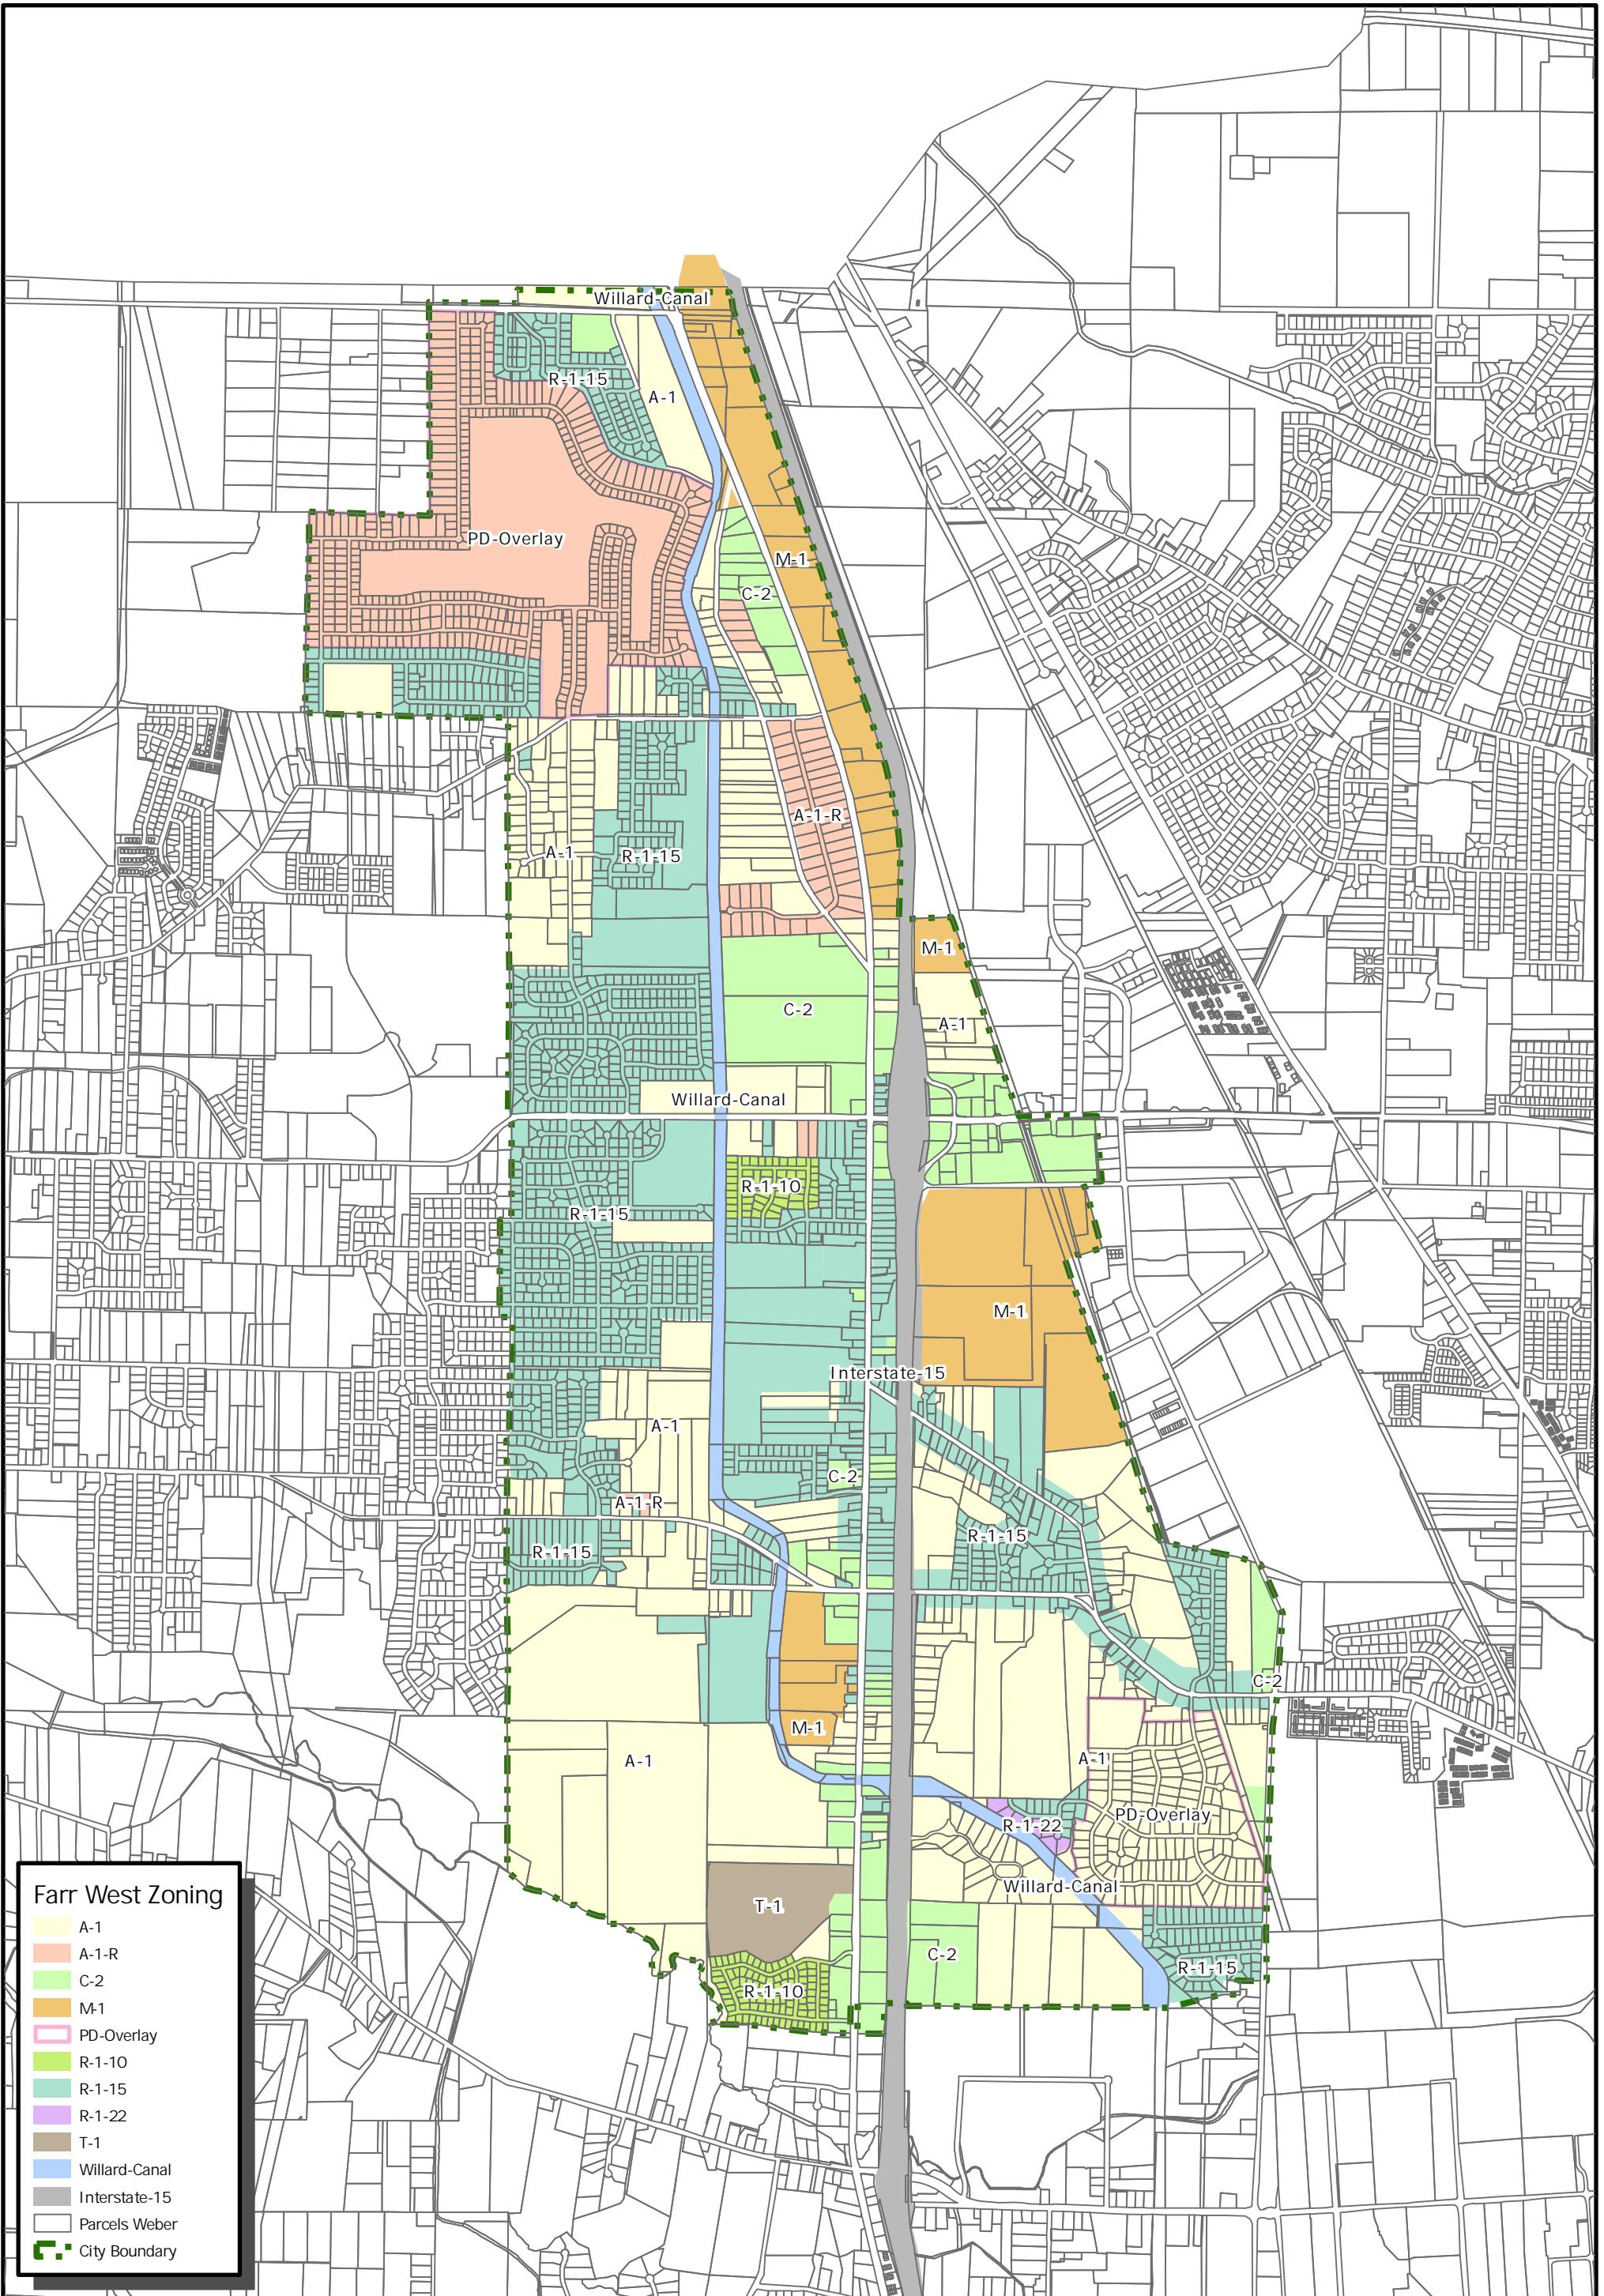 Willard-Canal
R-1-15
A-1
PD-Overlay
M-1
C-2
A-1-R
A-1
R-1-15
M-1
C-2
A-1
Willard-Canal
R-1-10
R-1-15
M-1
Interstate-15
A-1
C-2
A-1-R
R-1-15
R-1-15
C-2
M-1
A-1
A-1
PD-Overlay
R-1-22
Willard-Canal
T-1
C-2
R-1-15
R-1-10
Farr West Zoning
A-1
A-1-R
C-2
M-1
PD-Overlay
R-1-10
R-1-15
R-1-22
T-1
Willard-Canal
Interstate-15
Parcels Weber
City Boundary